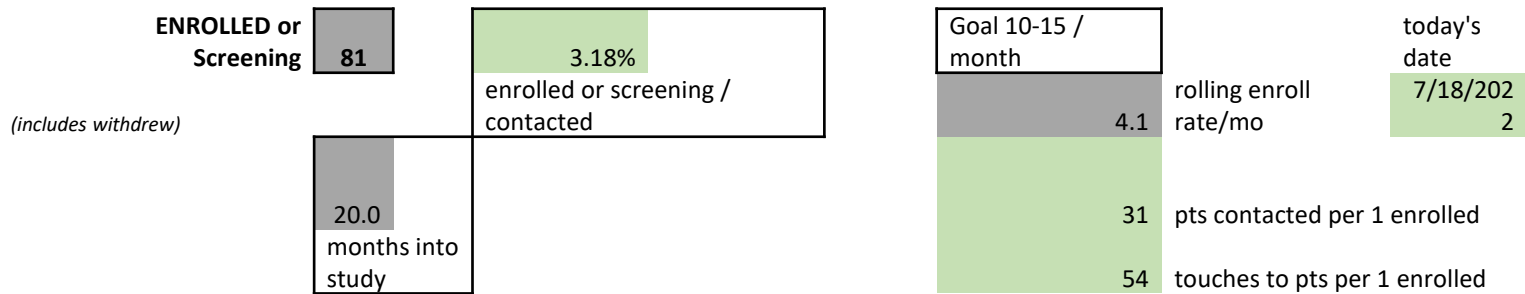 ENROLLED or
Screening
81
3.18%
Goal 10-15 /
month
today's
date
(includes withdrew)
enrolled or screening /
contacted
4.1
rolling enroll
rate/mo
7/18/202
2
20.0
months into
study
31 pts contacted per 1 enrolled
54 touches to pts per 1 enrolled